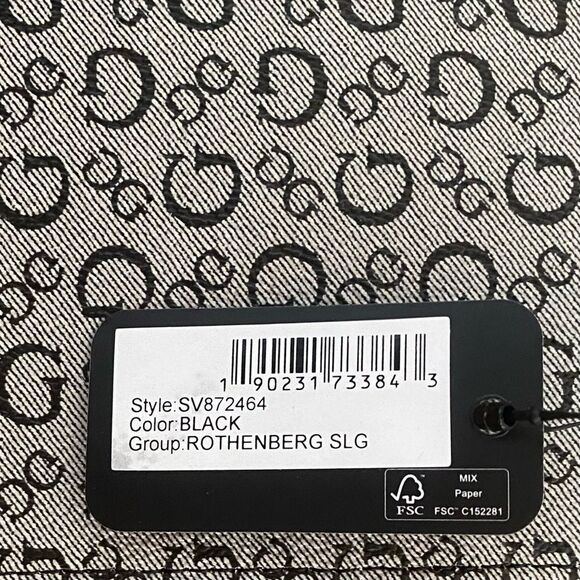 1 90231 73384 3
Style:SV872464
Color:BLACK
Group:ROTHENBERG SLG
MIX
Paper
FSC™ C152281
FSC